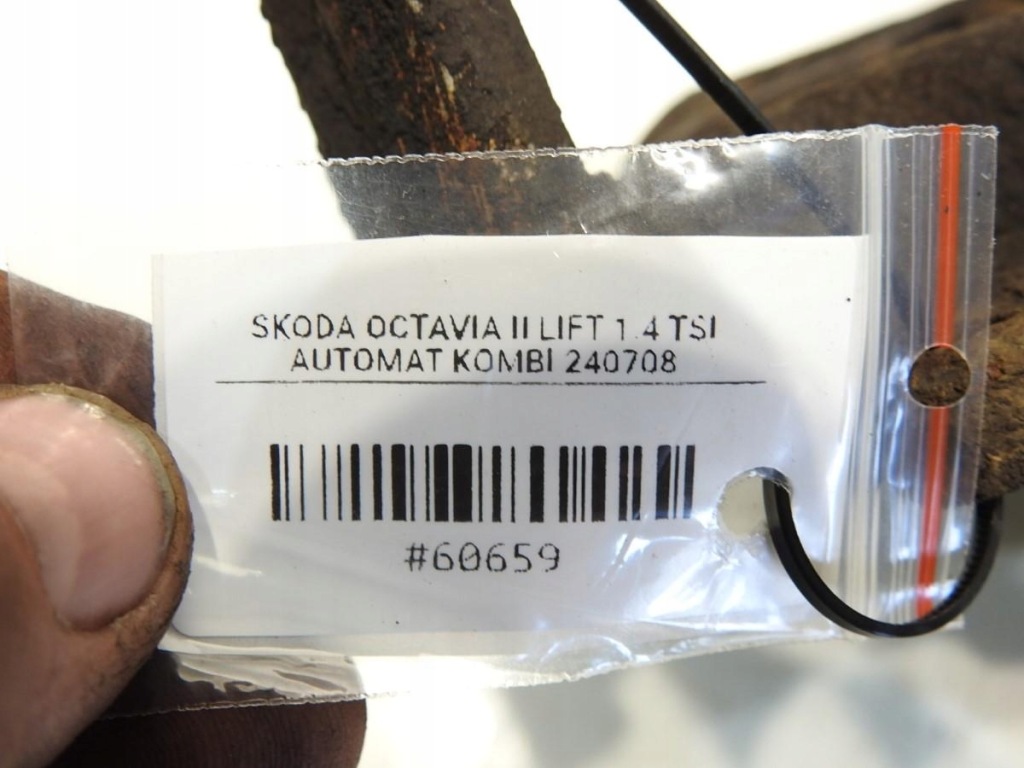 SKODA OCTAVIA II LIFT 1.4 TSI
AUTOMAT KOMBI 240708
#60659